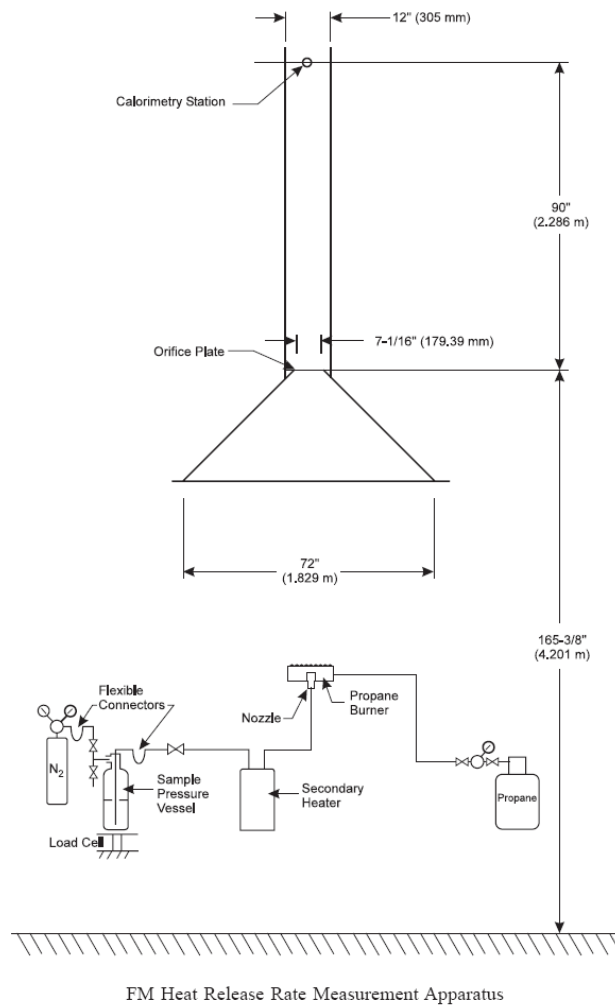 12" (305 mm)
Calorimetry Station
90"
(2.286 m)
7-1/16" (179.39 mm)
Orifice Plate
72"
(1.829 m)
165-3/8"
(4.201 m)
Flexible
Connectors
Nozzle
Propane
Burner
N2
Sample
Pressure
Vessel
Secondary
Heater
Propane
Load Cell
FM Heat Release Rate Measurement Apparatus